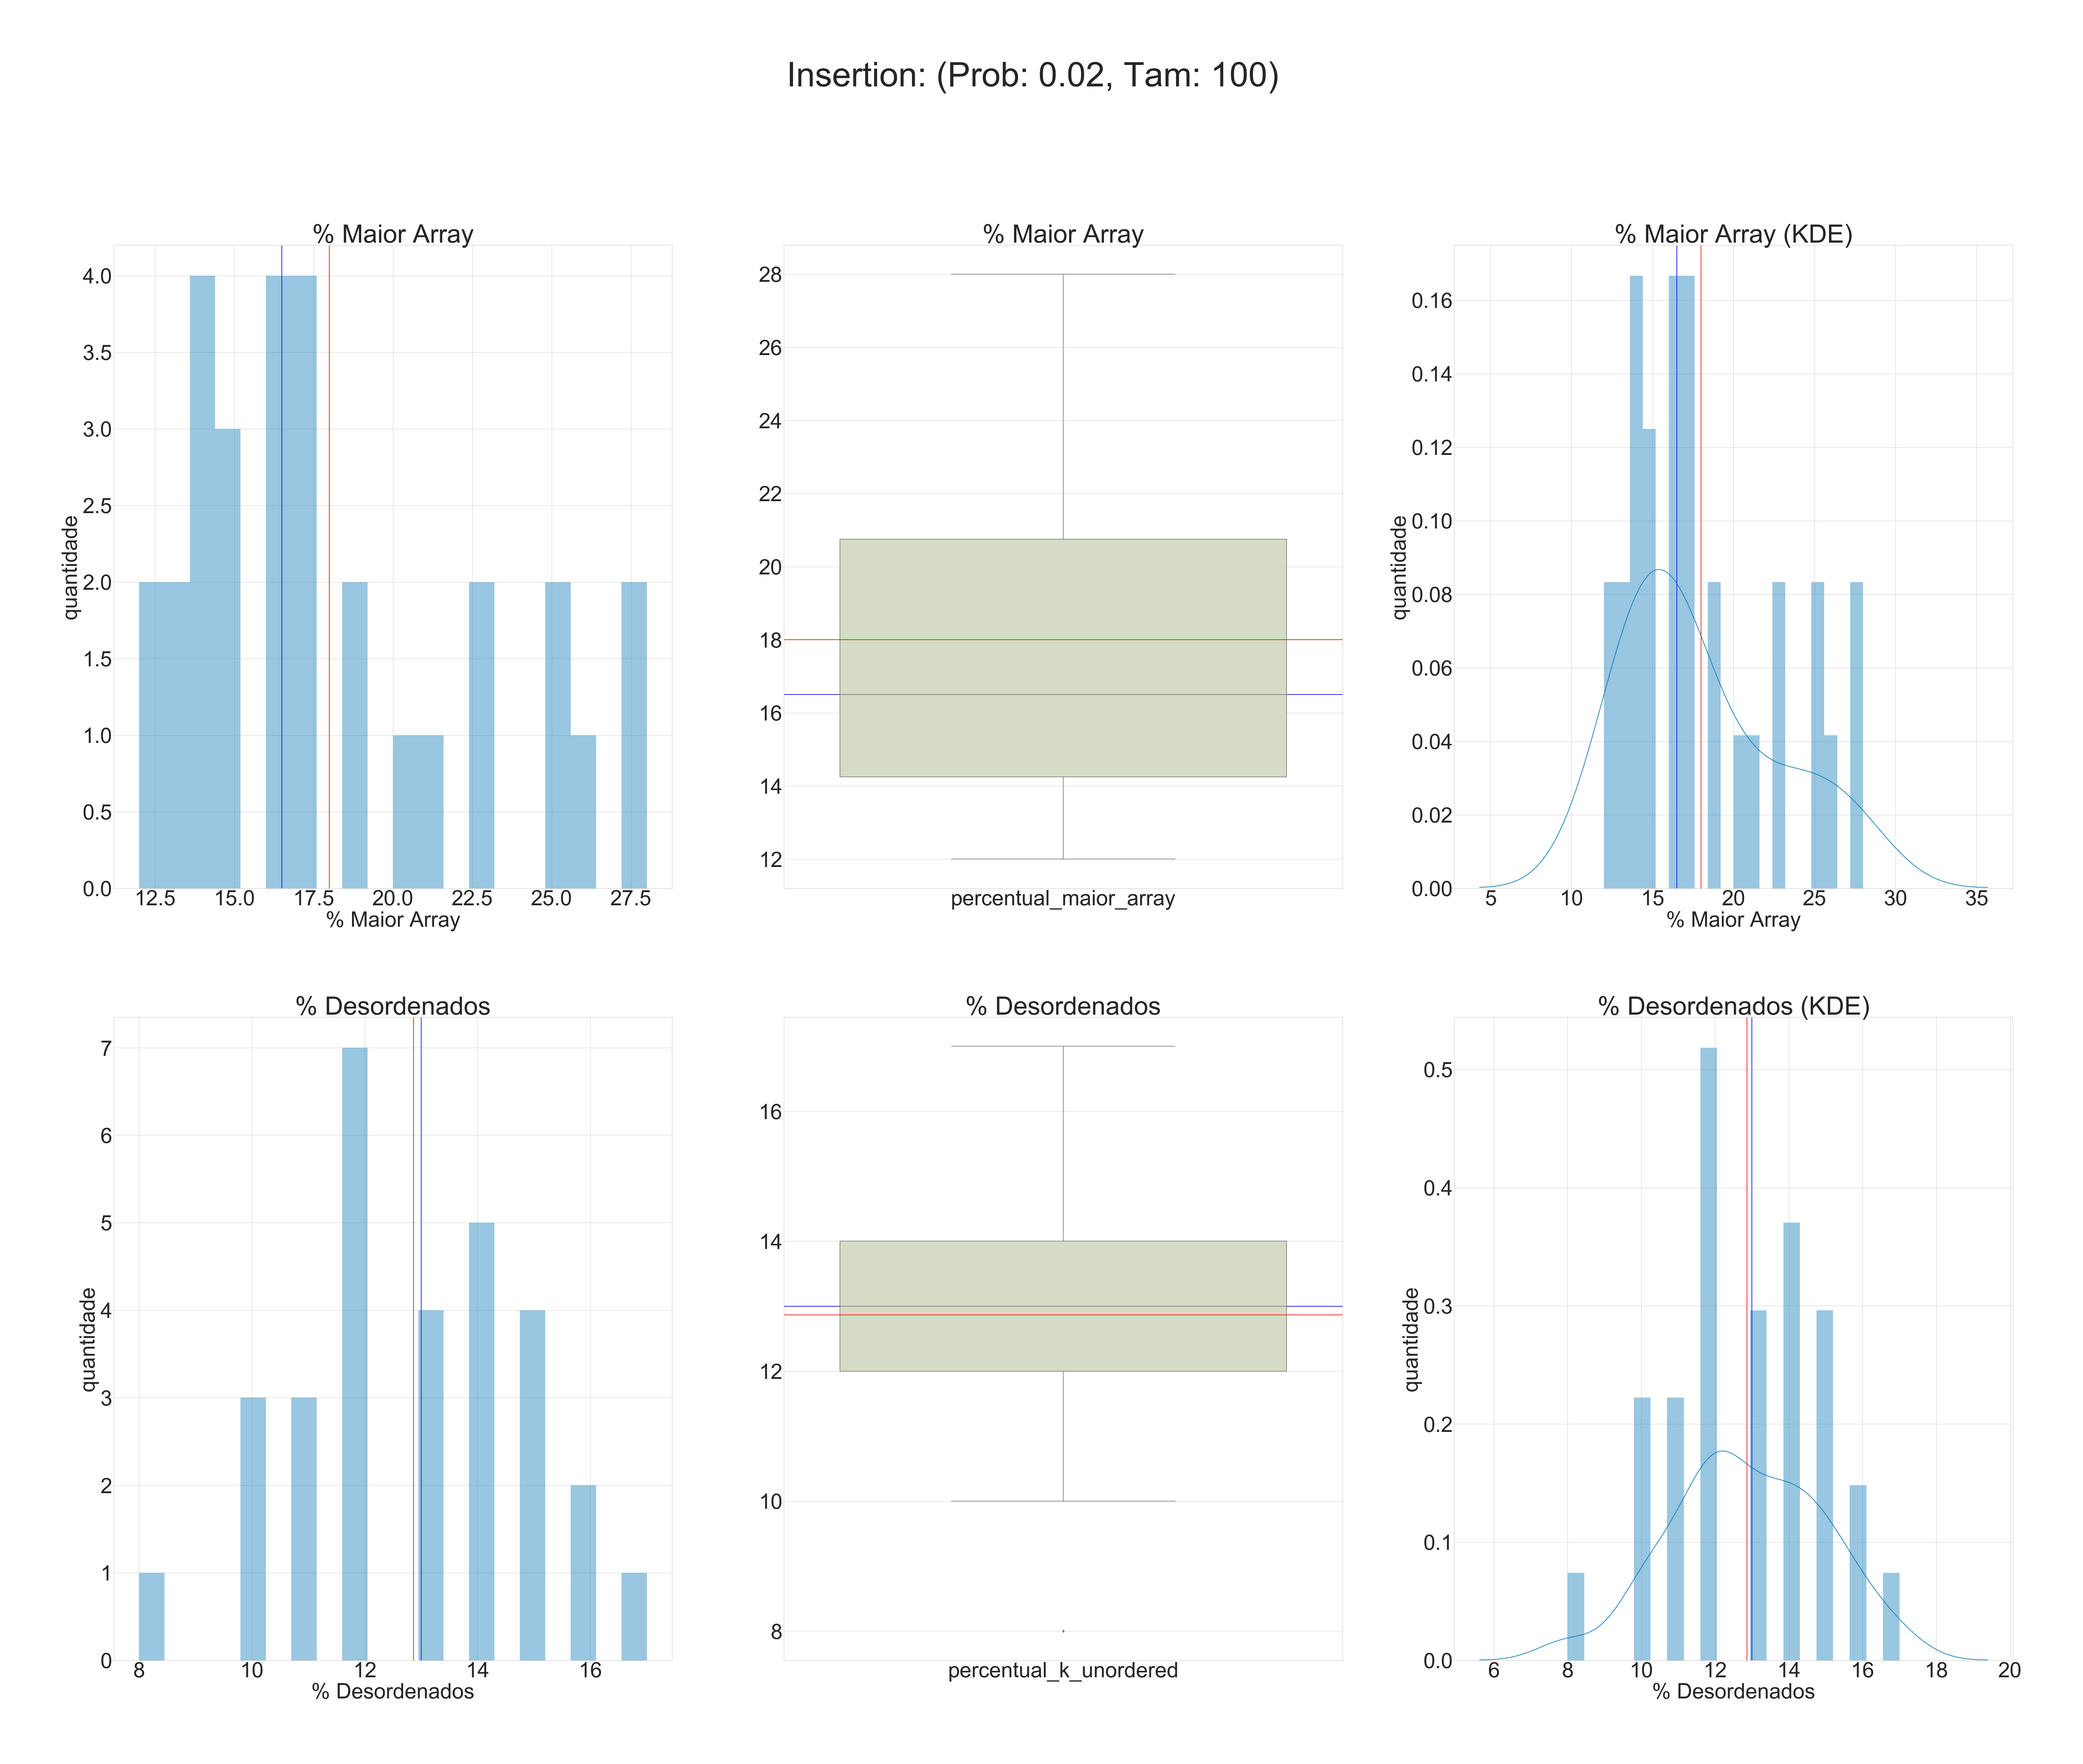 Insertion: (Prob: 0.02, Tam: 100)
% Maior Array
quantidade
4.0
3.5
3.0
2.5
2.0
1.5
1.0
0.5
0.0
12.5 15.0 17.5 20.0 22.5 25.0 27.5
% Maior Array
% Maior Array
28
26
24
22
20
18
16
14
12
percentual_maior_array
% Maior Array (KDE)
quantidade
0.16
0.14
0.12
0.10
0.08
0.06
0.04
0.02
0.00
5 10 15 20 25 30 35
% Maior Array
% Desordenados
quantidade
7
6
5
4
3
2
1
0
8 10 12 14 16
% Desordenados
% Desordenados
16
14
12
10
8
percentual_k_unordered
% Desordenados (KDE)
quantidade
0.5
0.4
0.3
0.2
0.1
0.0
6 8 10 12 14 16 18 20
% Desordenados